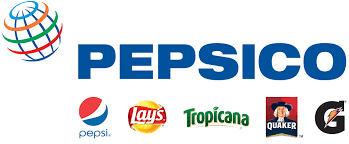 PEPSICO
pepsi.
Lay's
Tropicana
QUAKER
G